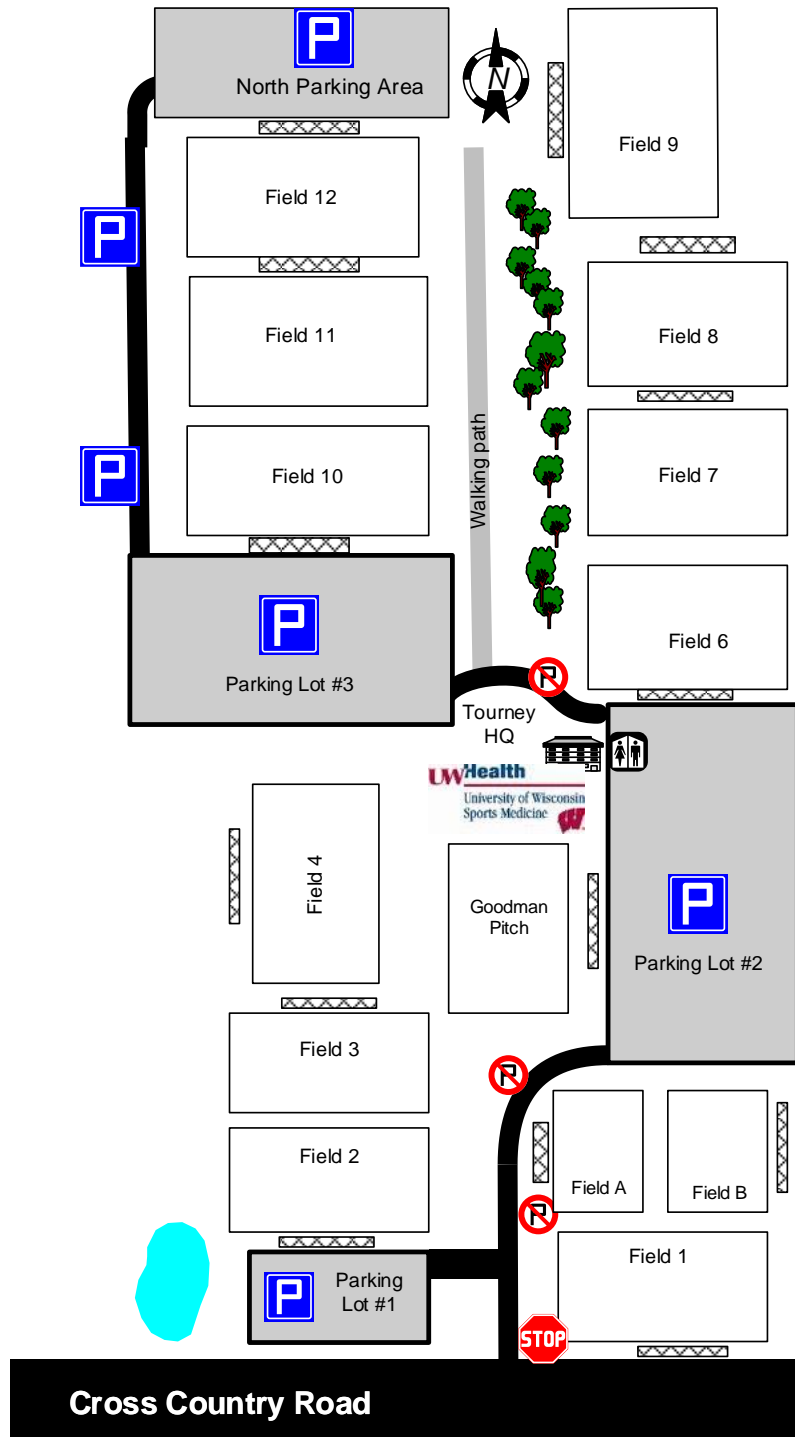 P
North Parking Area
N
Field 9
Field 12
P
Field 11
Field 8
Walking path
P
Field 10
Field 7
P
Parking Lot #3
Field 6
P
Tourney
HQ
UW Health
University of Wisconsin
Sports Medicine
W
Field 4
Goodman
Pitch
P
Parking Lot #2
Field 3
P
Field 2
Field A
Field B
P
Field 1
P
Parking
Lot #1
STOP
Cross Country Road